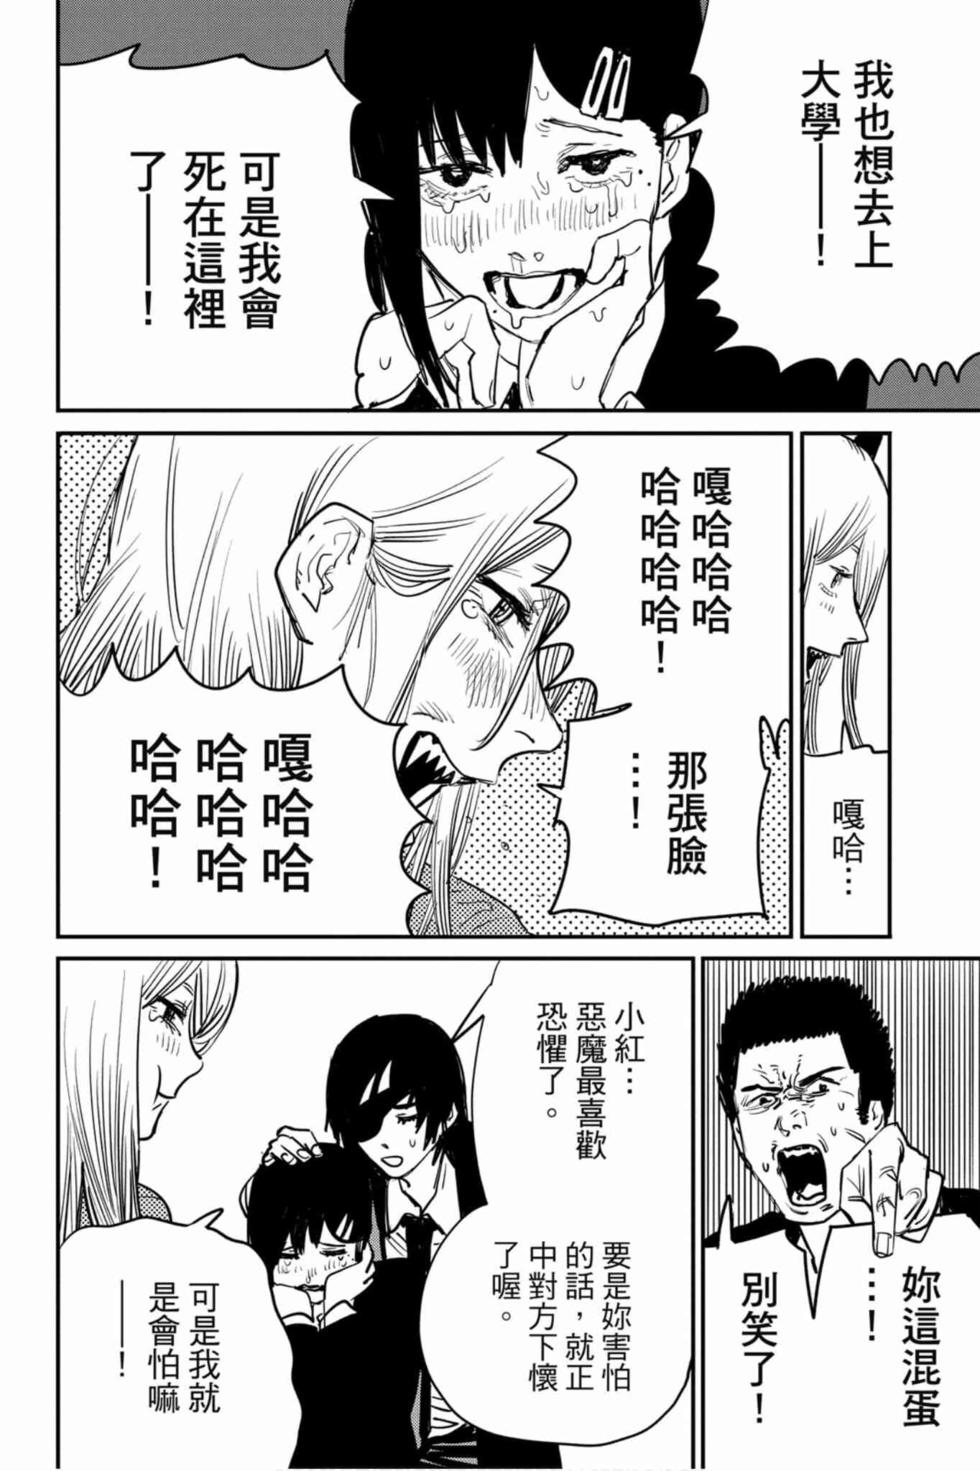 我也想去上
大學——！
可是我會
死在這裡
了——！
嘎哈…
嘎哈哈哈
哈哈哈哈！
那張臉
…！
嘎哈哈
哈哈哈
哈哈！
妳這混蛋
…！
別笑了！
小紅…
惡魔最喜歡
恐懼了。
要是妳害怕
的話，就正
中對方下懷
了喔。
可是我就
是會怕嘛
——！